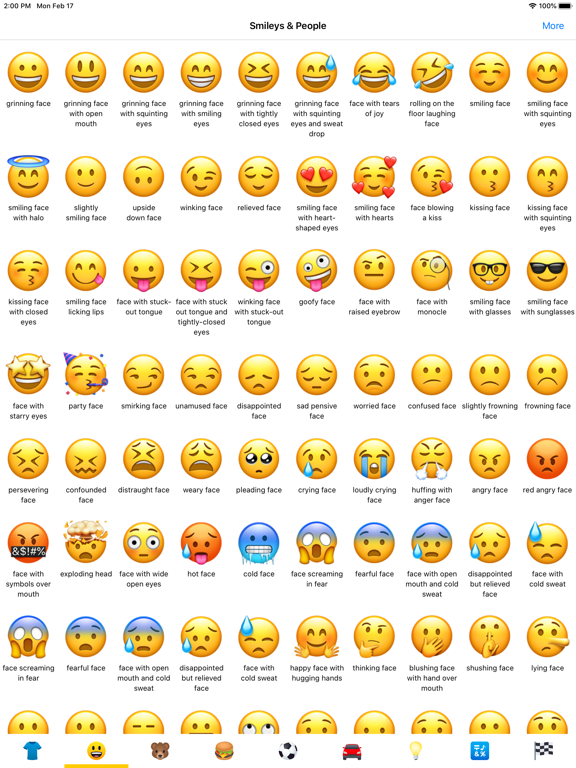 2:00 PM Mon Feb 17
100%
Smileys & People
More
grinning face
grinning face
with open
mouth
grinning face
with squinting
eyes
grinning face
with smiling
eyes
grinning face
with tightly
closed eyes
grinning face
with squinting
eyes and sweat
drop
face with tears
of joy
rolling on the
floor laughing
face
smiling face
smiling face
with squinting
eyes
smiling face
with halo
slightly
smiling face
upside
down face
winking face
relieved face
smiling face
with heart-
shaped eyes
smiling face
with hearts
face blowing
a kiss
kissing face
kissing face
with squinting
eyes
kissing face
with closed
eyes
smiling face
licking lips
face with stuck-
out tongue
face with stuck
out tongue and
tightly-closed
eyes
winking face
with stuck-out
tongue
goofy face
face with
raised eyebrow
face with
monocle
smiling face
with glasses
smiling face
with sunglasses
face with
starry eyes
party face
smirking face
unamused face
disappointed
face
sad pensive
face
worried face
confused face
slightly frowning
face
frowning face
persevering
face
confounded
face
distraught face
weary face
pleading face
crying face
loudly crying
face
huffing with
anger face
angry face
red angry face
&$!#%
face with
symbols over
mouth
exploding head
face with wide
open eyes
hot face
cold face
face screaming
in fear
fearful face
face with open
mouth and cold
sweat
disappointed
but relieved
face
face with
cold sweat
face screaming
in fear
fearful face
face with open
mouth and cold
sweat
disappointed
but relieved
face
face with
cold sweat
happy face with
hugging hands
thinking face
blushing face
with hand over
mouth
shushing face
lying face
&%